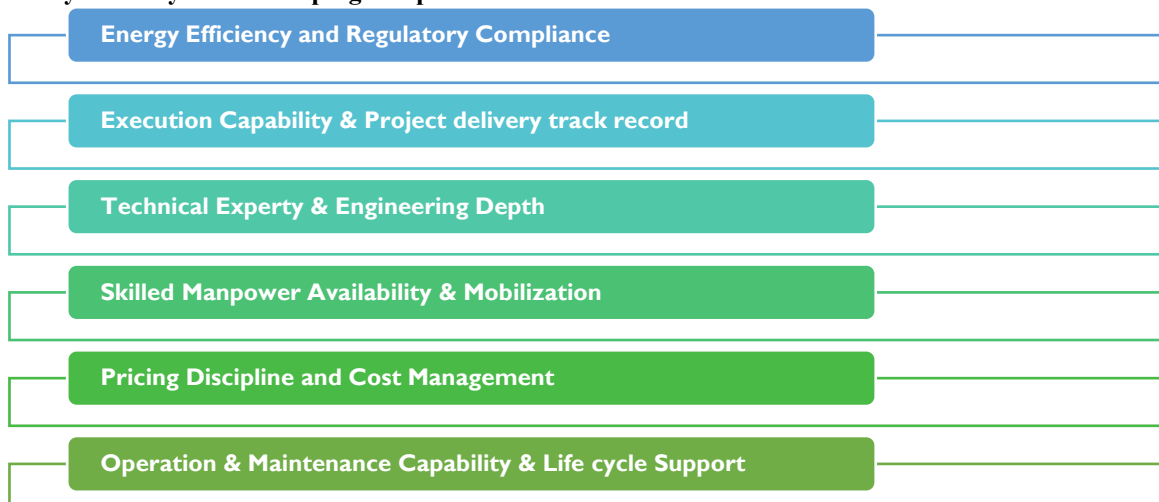 Energy Efficiency and Regulatory Compliance
Execution Capability & Project delivery track record
Technical Experty & Engineering Depth
Skilled Manpower Availability & Mobilization
Pricing Discipline and Cost Management
Operation & Maintenance Capability & Life cycle Support